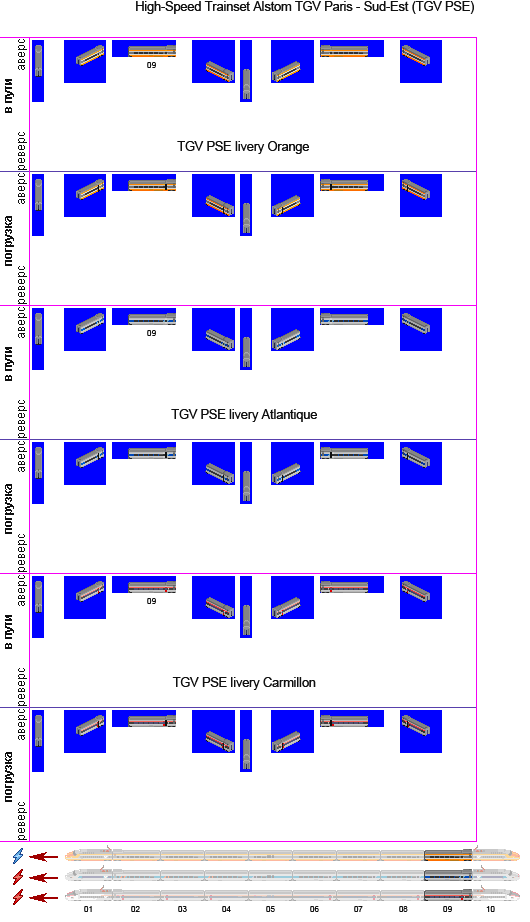 High-Speed Trainset Alstom TGV Paris - Sud-Est (TGV PSE)
аверс
в пути
09
реверс
TGV PSE livery Orange
аверс
погрузка
реверс
аверс
в пути
09
реверс
TGV PSE livery Atlantique
аверс
погрузка
реверс
аверс
в пути
09
реверс
TGV PSE livery Carmillon
аверс
погрузка
реверс
01 02 03 04 05 06 07 08 09 10